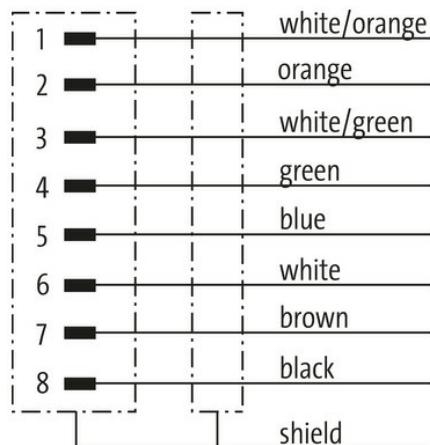 1 white/orange
2 orange
3 white/green
4 green
5 blue
6 white
7 brown
8 black
shield